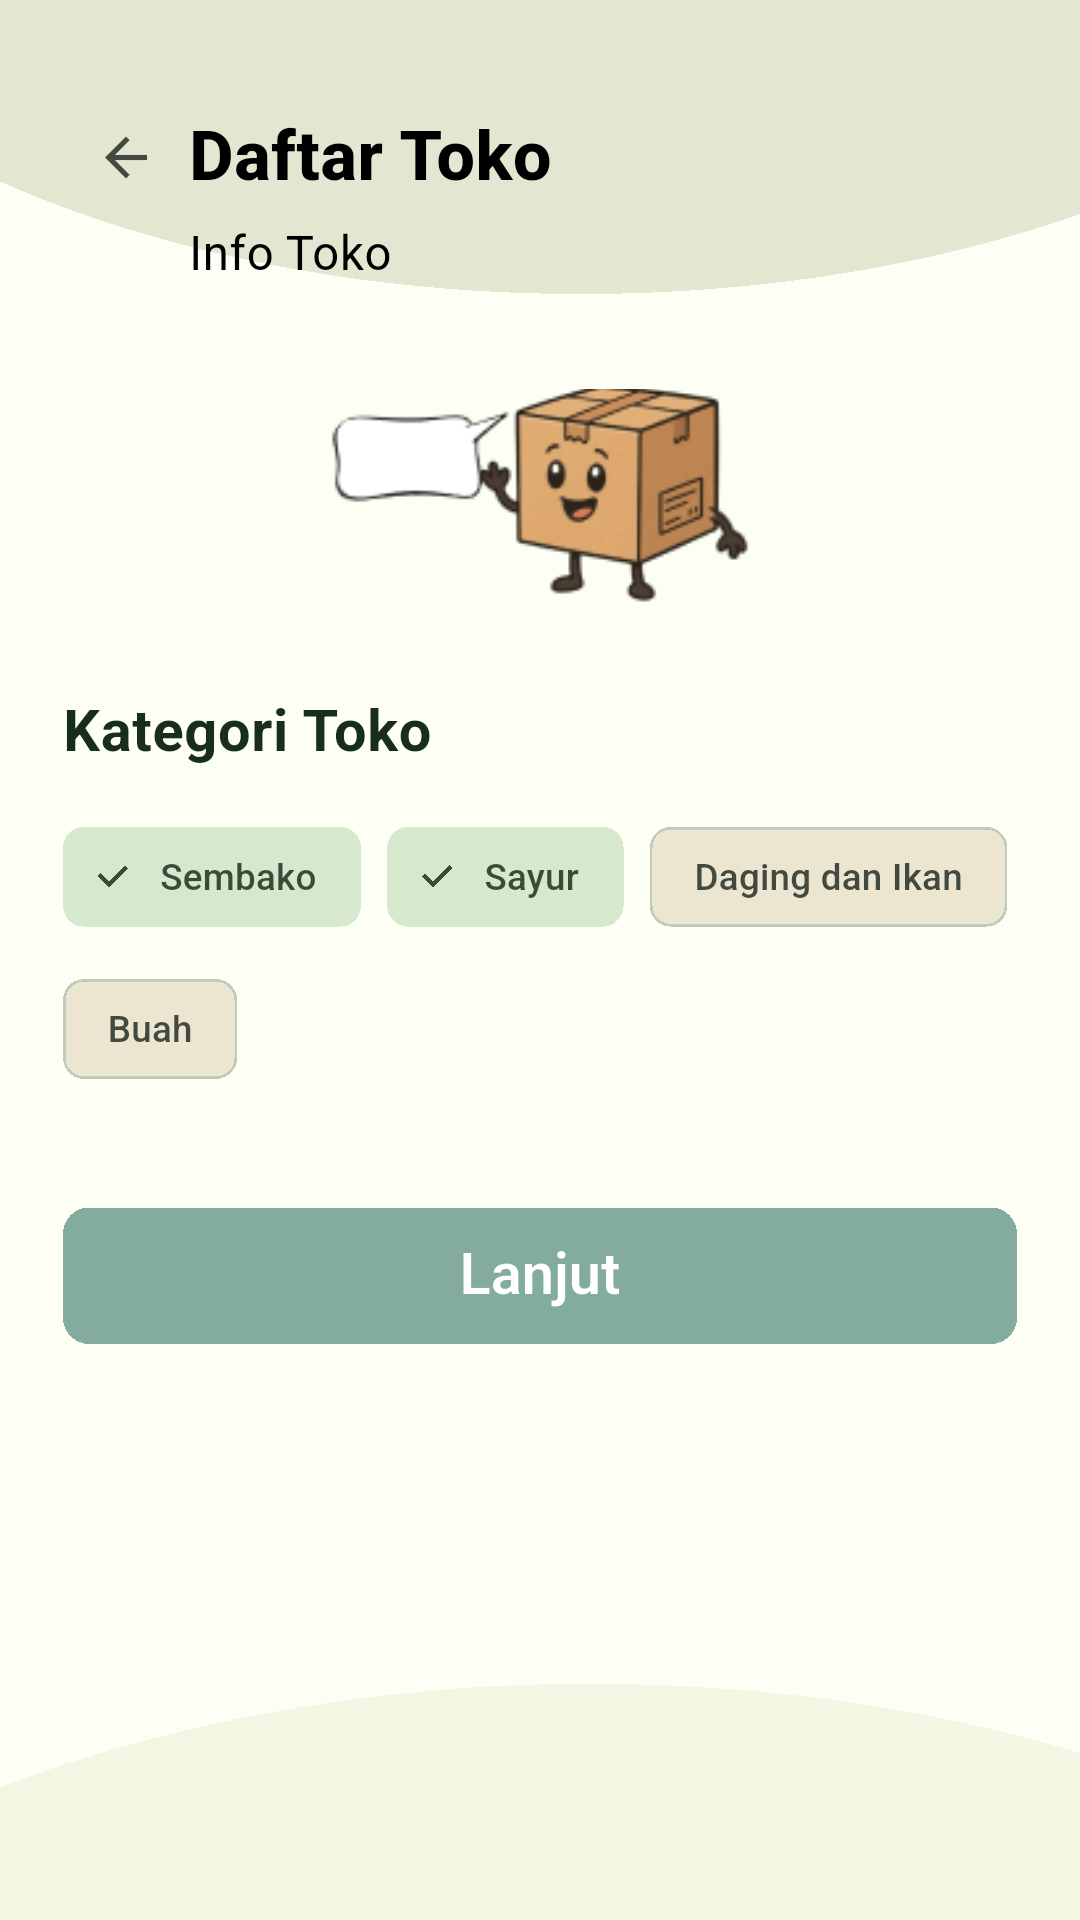 Daftar Toko
Info Toko
Kategori Toko
Sembako
Sayur
Daging dan Ikan
Buah
Lanjut